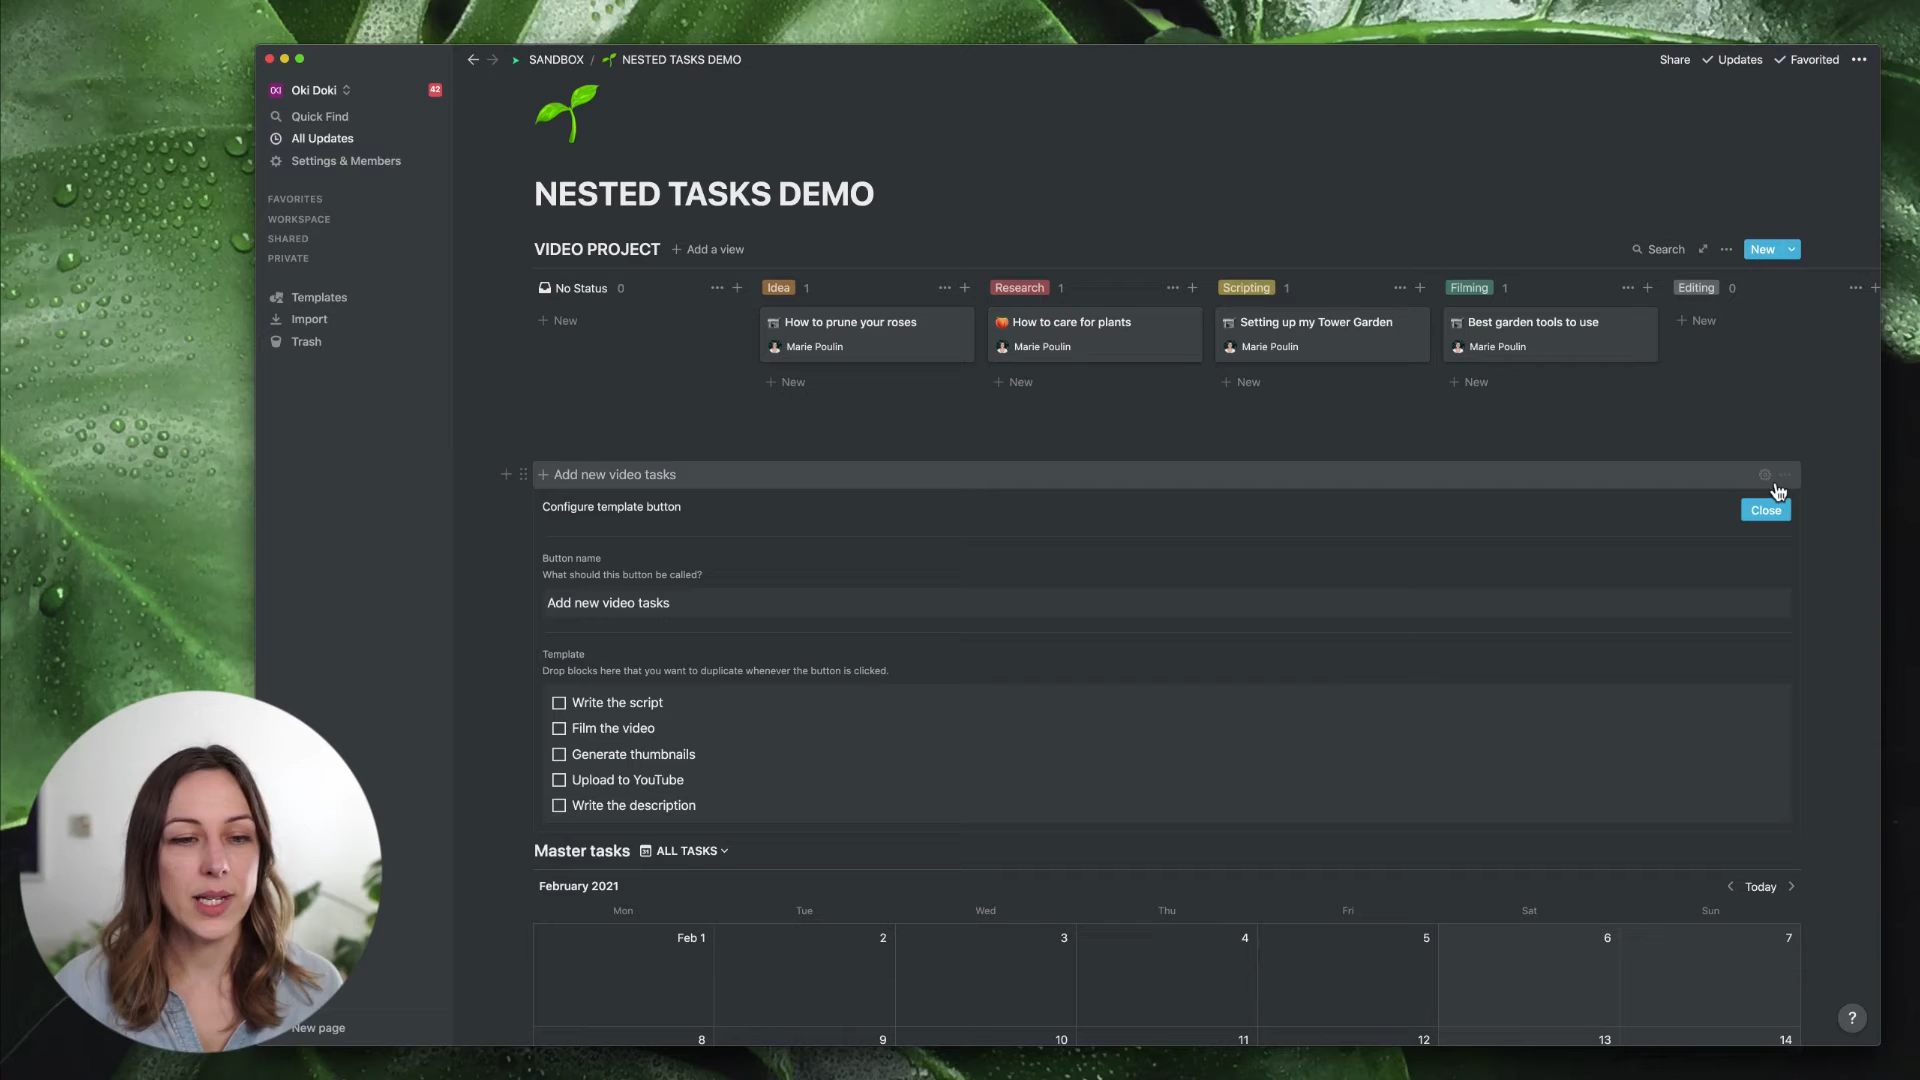 SANDBOX / NESTED TASKS DEMO
Share Updates Favorited
OKI Oki Doki 42
Quick Find
All Updates
Settings & Members
FAVORITES
WORKSPACE
SHARED
PRIVATE
Templates
Import
Trash
New page
NESTED TASKS DEMO
VIDEO PROJECT + Add a view
Search New
No Status 0
+ New
Idea 1
How to prune your roses
Marie Poulin
+ New
Research 1
How to care for plants
Marie Poulin
+ New
Scripting 1
Setting up my Tower Garden
Marie Poulin
+ New
Filming 1
Best garden tools to use
Marie Poulin
+ New
Editing 0
+ New
+ Add new video tasks
Configure template button
Close
Button name
What should this button be called?
Add new video tasks
Template
Drop blocks here that you want to duplicate whenever the button is clicked.
Write the script
Film the video
Generate thumbnails
Upload to YouTube
Write the description
Master tasks ALL TASKS
February 2021
Today
Mon Tue Wed Thu Fri Sat Sun
Feb 1 2 3 4 5 6 7
8 9 10 11 12 13 14
?